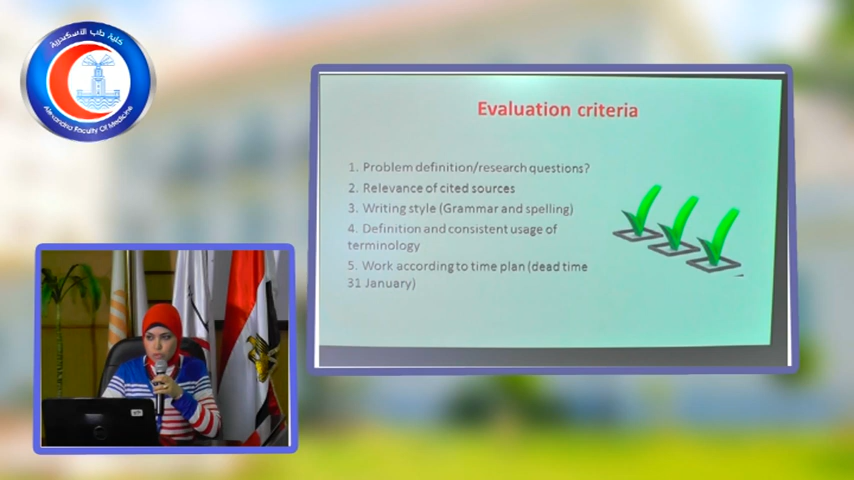 كلية طب الاسكندرية
Alexandria Faculty Of Medicine
Evaluation criteria
1. Problem definition/research questions?
2. Relevance of cited sources
3. Writing style (Grammar and spelling)
4. Definition and consistent usage of
terminology
5. Work according to time plan (dead time
31 January)